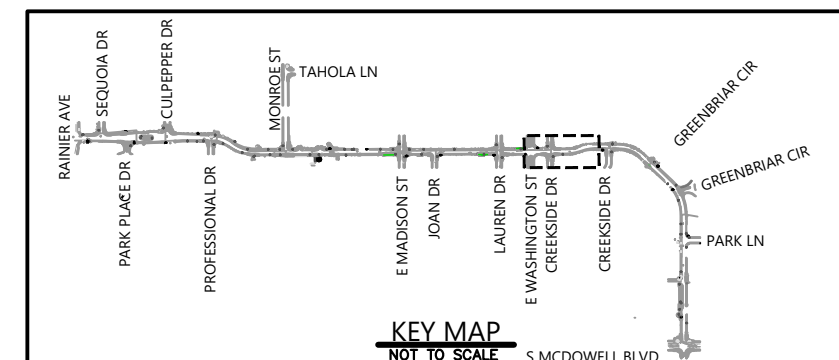 RAINIER AVE
SEQUOIA DR
CULPEPPER DR
MONROE ST
TAHOLA LN
GREENBRIAR CIR
GREENBRIAR CIR
PARK PLACE DR
PROFESSIONAL DR
E MADISON ST
JOAN DR
LAUREN DR
E WASHINGTON ST
CREEKSIDE DR
CREEKSIDE DR
PARK LN
KEY MAP
NOT TO SCALE
S MCDOWELL BLVD